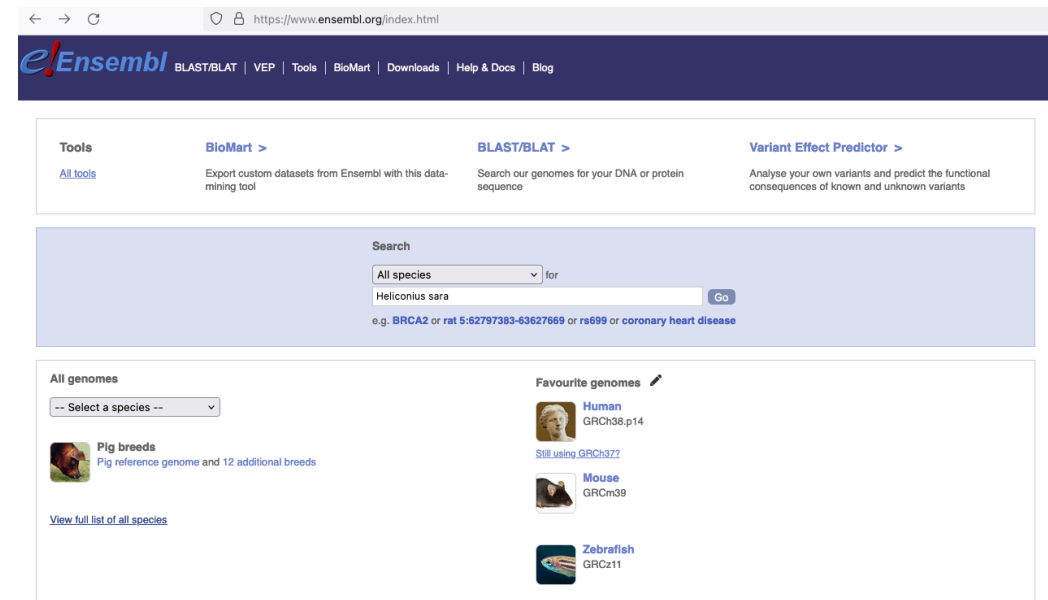 https://www.ensembl.org/index.html
e!Ensembl BLAST/BLAT | VEP | Tools | BioMart | Downloads | Help & Docs | Blog
Tools
All tools
BioMart >
Export custom datasets from Ensembl with this data-
mining tool
BLAST/BLAT >
Search our genomes for your DNA or protein
sequence
Variant Effect Predictor >
Analyse your own variants and predict the functional
consequences of known and unknown variants
Search
All species for
Heliconius sara Go
e.g. BRCA2 or rat 5:62797383-63627669 or rs699 or coronary heart disease
All genomes
-- Select a species --
Pig breeds
Pig reference genome and 12 additional breeds
View full list of all species
Favourite genomes
Human
GRCh38.p14
Still using GRCh37?
Mouse
GRCm39
Zebrafish
GRCz11